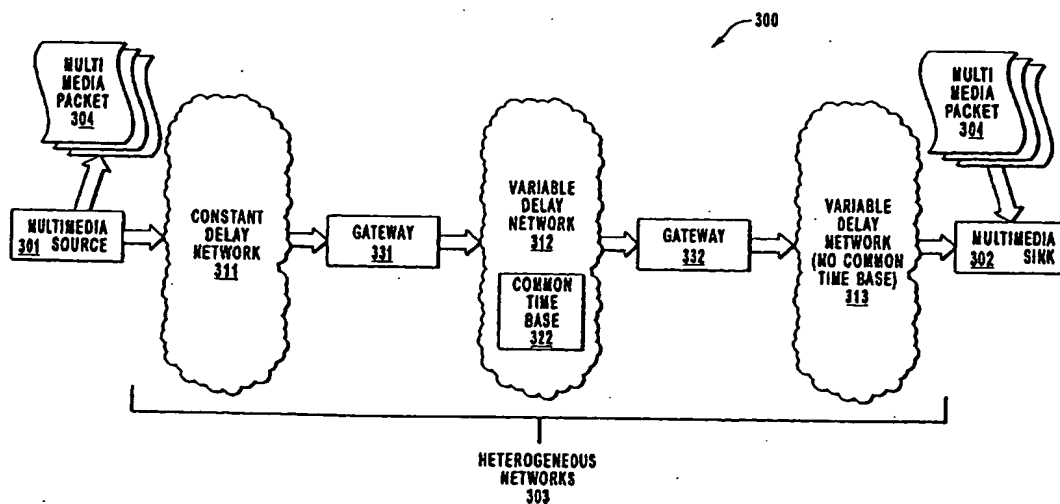 300
MULTI
MEDIA
PACKET
304
MULTIMEDIA
301 SOURCE
CONSTANT
DELAY
NETWORK
311
GATEWAY
331
VARIABLE
DELAY
NETWORK
312
COMMON
TIME
BASE
322
GATEWAY
332
VARIABLE
DELAY
NETWORK
(NO COMMON
TIME BASE)
313
MULTI
MEDIA
PACKET
304
MULTIMEDIA
302 SINK
HETEROGENEOUS
NETWORKS
303